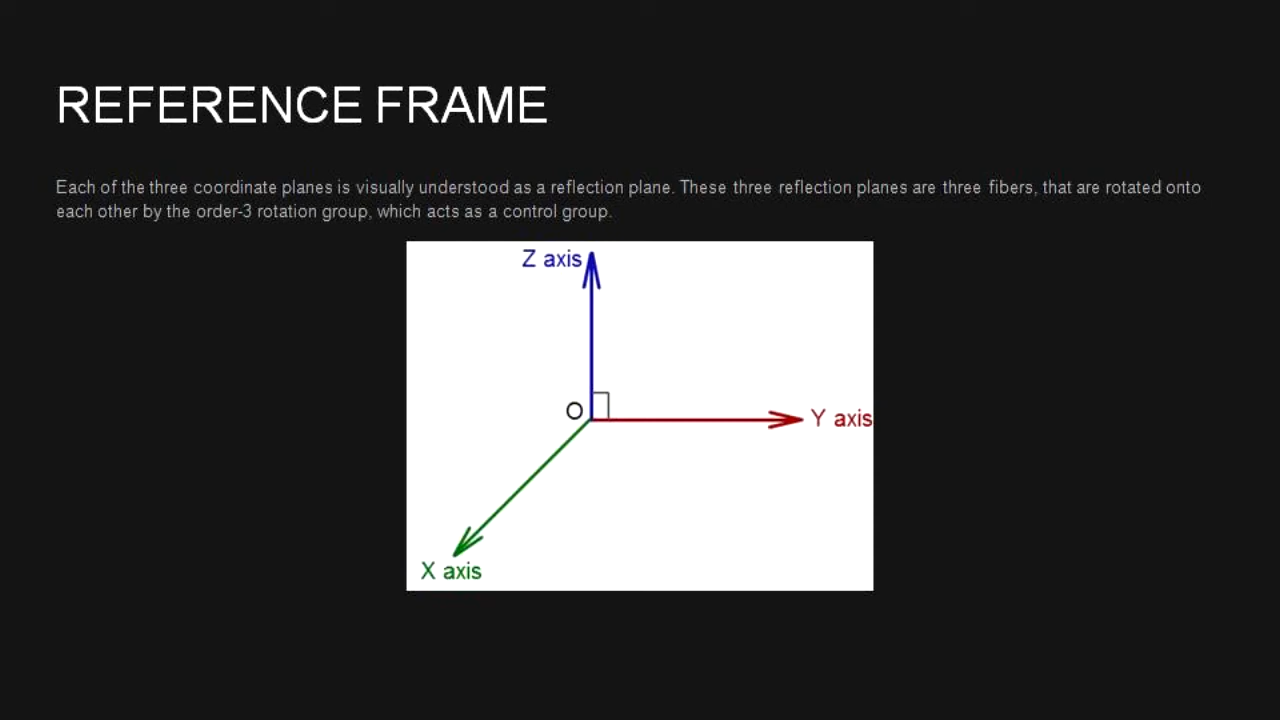 REFERENCE FRAME
Each of the three coordinate planes is visually understood as a reflection plane. These three reflection planes are three fibers, that are rotated onto
each other by the order-3 rotation group, which acts as a control group.
Z axis
O
Y axis
X axis